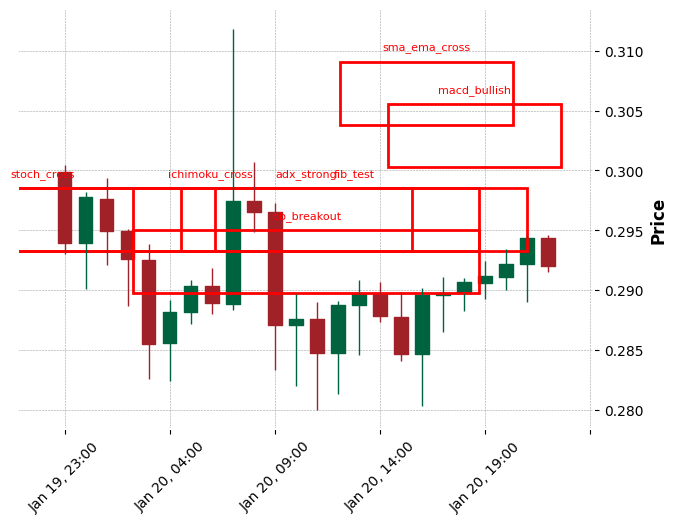 sma_ema_cross
0.310
macd_bullish
0.305
stoch_cross
ichimoku_cross
adx_strong
fib_test
0.300
_breakout
0.295
Price
0.290
0.285
0.280
Jan 19, 23:00
Jan 20, 04:00
Jan 20, 09:00
Jan 20, 14:00
Jan 20, 19:00